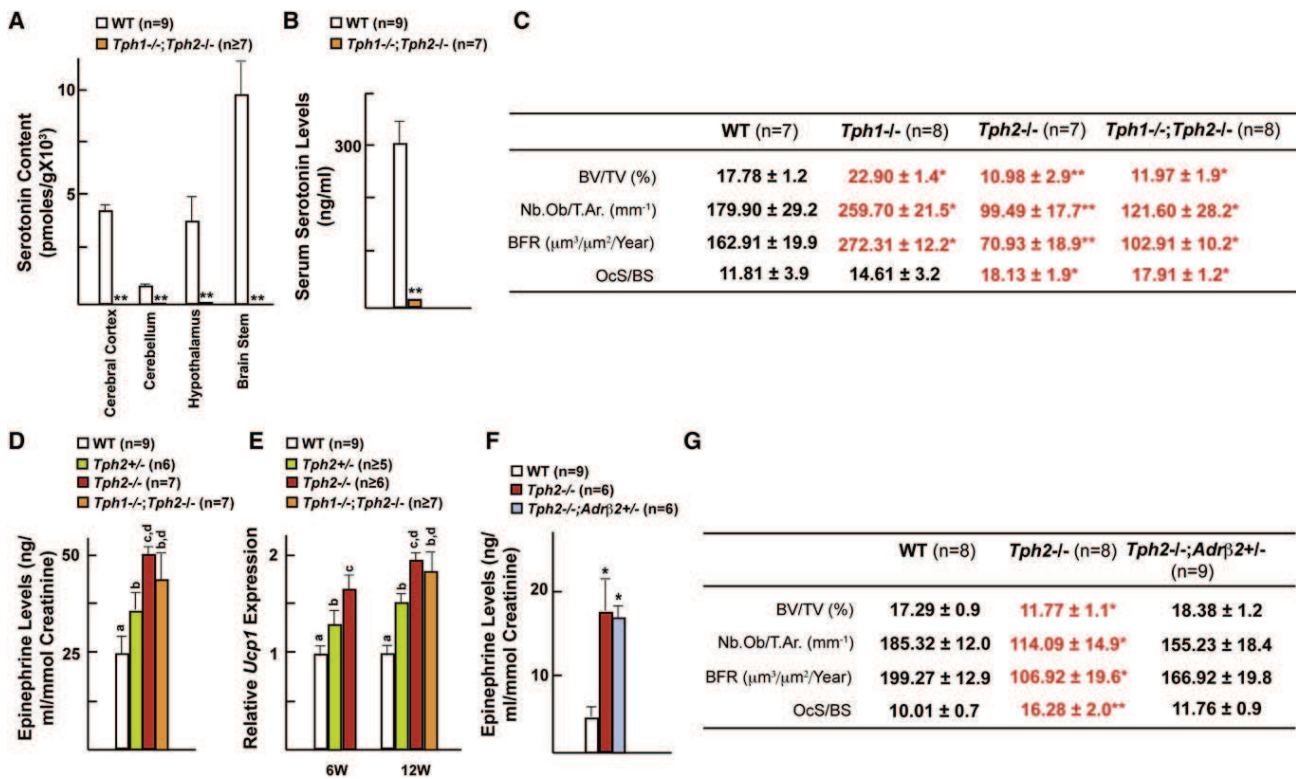 A
WT (n=9)
Tph1-/-;Tph2-/- (n≥7)
Serotonin Content
(pmoles/gX10³)
10
5
** ** ** **
Cerebral Cortex
Cerebellum
Hypothalamus
Brain Stem
B
WT (n=9)
Tph1-/-;Tph2-/- (n=7)
Serum Serotonin Levels
(ng/ml)
300
**
C
WT (n=7) Tph1-/- (n=8) Tph2-/- (n=7) Tph1-/-;Tph2-/- (n=8)
BV/TV (%) 17.78 ± 1.2 22.90 ± 1.4* 10.98 ± 2.9** 11.97 ± 1.9*
Nb.Ob/T.Ar. (mm⁻¹) 179.90 ± 29.2 259.70 ± 21.5* 99.49 ± 17.7** 121.60 ± 28.2*
BFR (μm³/μm²/Year) 162.91 ± 19.9 272.31 ± 12.2* 70.93 ± 18.9** 102.91 ± 10.2*
OcS/BS 11.81 ± 3.9 14.61 ± 3.2 18.13 ± 1.9* 17.91 ± 1.2*
D
WT (n=9)
Tph2+/- (n6)
Tph2-/- (n=7)
Tph1-/-;Tph2-/- (n=7)
Epinephrine Levels (ng/
ml/mmol Creatinine)
50
25
a b c,d b,d
E
WT (n=9)
Tph2+/- (n≥5)
Tph2-/- (n≥6)
Tph1-/-;Tph2-/- (n≥7)
Relative Ucp1 Expression
2
1
a b c a b c,d b,d
6W 12W
F
WT (n=9)
Tph2-/- (n=6)
Tph2-/-;Adrβ2+/- (n=6)
Epinephrine Levels (ng/
ml/mmol Creatinine)
20
10
* *
G
WT (n=8) Tph2-/- (n=8) Tph2-/-;Adrβ2+/-
(n=9)
BV/TV (%) 17.29 ± 0.9 11.77 ± 1.1* 18.38 ± 1.2
Nb.Ob/T.Ar. (mm⁻¹) 185.32 ± 12.0 114.09 ± 14.9* 155.23 ± 18.4
BFR (μm³/μm²/Year) 199.27 ± 12.9 106.92 ± 19.6* 166.92 ± 19.8
OcS/BS 10.01 ± 0.7 16.28 ± 2.0** 11.76 ± 0.9